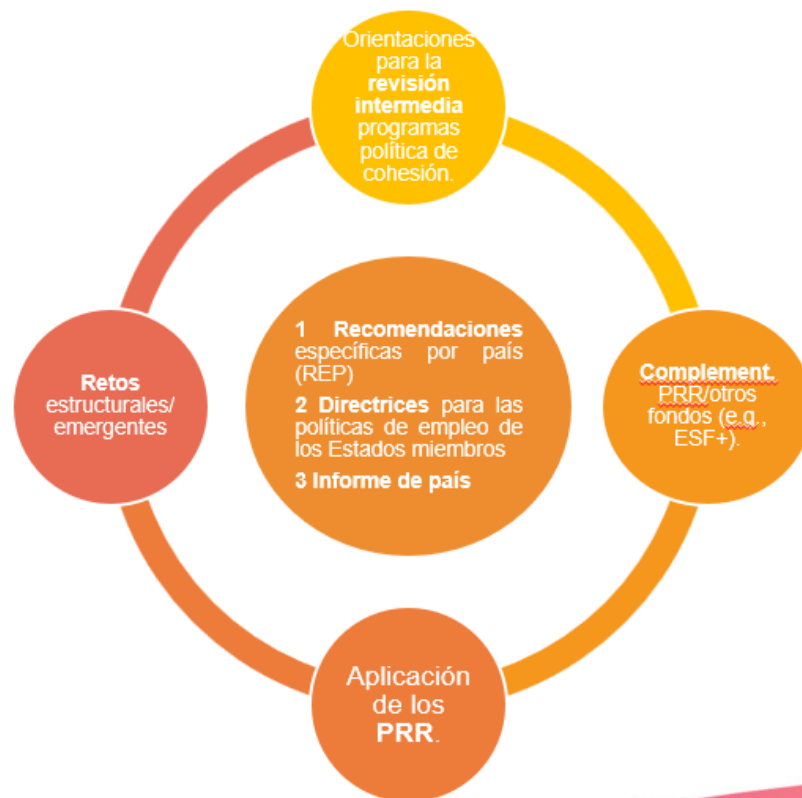 Orientaciones
para la
revisión
intermedia
programas
política de
cohesión.
Retos
estructurales/
emergentes
1 Recomendaciones
específicas por país
(REP)
2 Directrices para las
políticas de empleo de
los Estados miembros
3 Informe de país
Complement.
PRR/otros
fondos (e.g.,
ESF+).
Aplicación
de los
PRR.